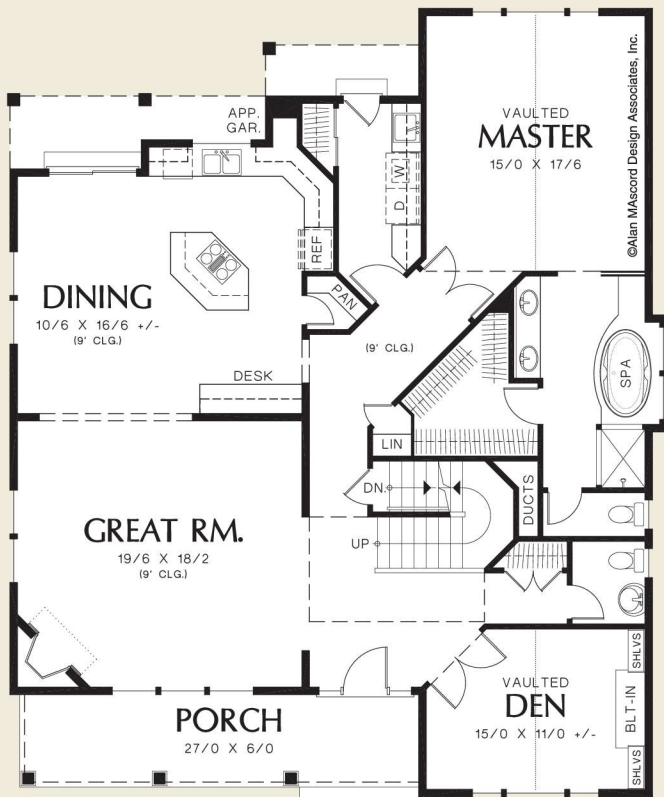 ©Alan MAscord Design Associates, Inc.
VAULTED
MASTER
15/0 X 17/6
APP.
GAR.
W
D
REF
PAN
DINING
10/6 X 16/6 +/-
(9' CLG.)
(9' CLG.)
SPA
DESK
LIN
DN.
DUCTS
UP
GREAT RM.
19/6 X 18/2
(9' CLG.)
SHLVS
VAULTED
DEN
15/0 X 11/0 +/-
BLT-IN
SHLVS
PORCH
27/0 X 6/0